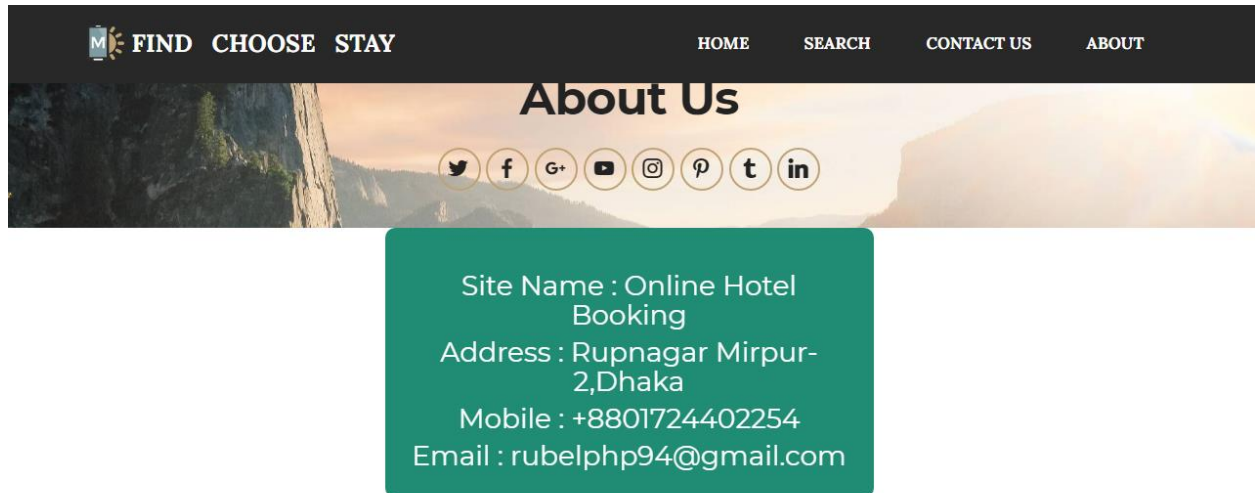 M FIND CHOOSE STAY HOME SEARCH CONTACT US ABOUT
About Us
G+
Site Name : Online Hotel
Booking
Address : Rupnagar Mirpur-
2,Dhaka
Mobile : +8801724402254
Email : rubelphp94@gmail.com